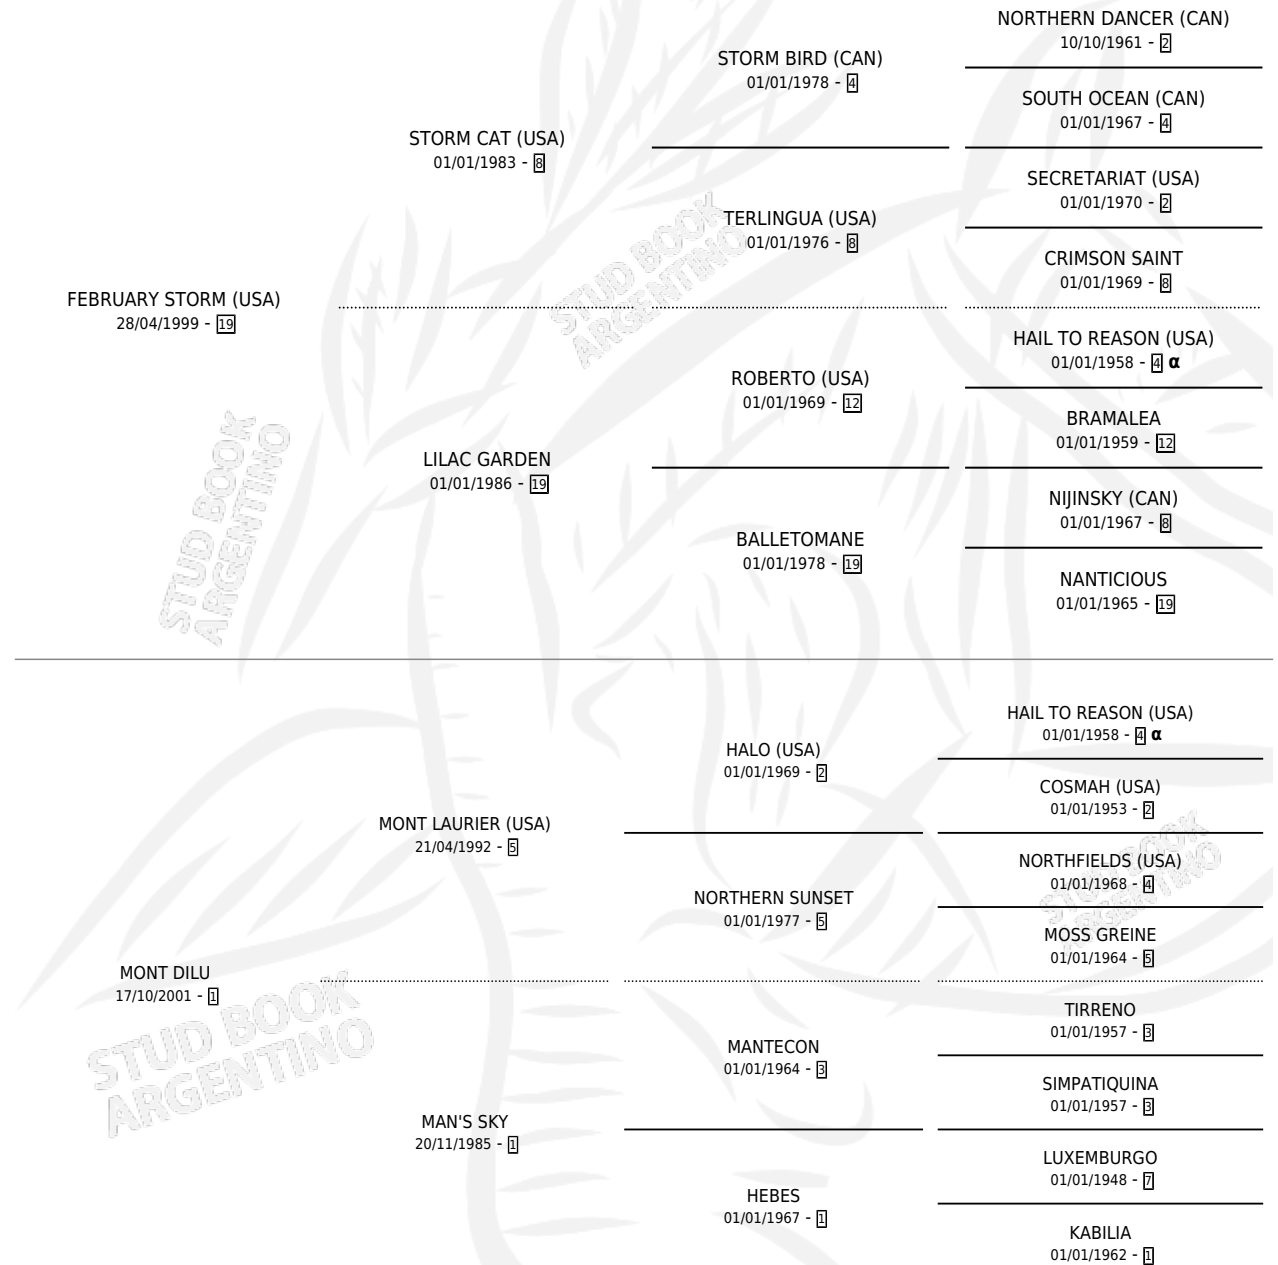 NORTHERN DANCER (CAN)
10/10/1961 - 2
STORM BIRD (CAN)
01/01/1978 - 4
SOUTH OCEAN (CAN)
01/01/1967 - 4
STORM CAT (USA)
01/01/1983 - 8
SECRETARIAT (USA)
01/01/1970 - 2
TERLINGUA (USA)
01/01/1976 - 8
CRIMSON SAINT
01/01/1969 - 8
FEBRUARY STORM (USA)
28/04/1999 - 19
HAIL TO REASON (USA)
01/01/1958 - 4 α
ROBERTO (USA)
01/01/1969 - 12
BRAMALEA
01/01/1959 - 12
LILAC GARDEN
01/01/1986 - 19
NIJINSKY (CAN)
01/01/1967 - 8
BALLETOMANE
01/01/1978 - 19
NANTICIOUS
01/01/1965 - 19
HAIL TO REASON (USA)
01/01/1958 - 4 α
HALO (USA)
01/01/1969 - 2
COSMAH (USA)
01/01/1953 - 2
MONT LAURIER (USA)
21/04/1992 - 5
NORTHFIELDS (USA)
01/01/1968 - 4
NORTHERN SUNSET
01/01/1977 - 5
MOSS GREINE
01/01/1964 - 5
MONT DILU
17/10/2001 - 1
TIRRENO
01/01/1957 - 3
MANTECON
01/01/1964 - 3
SIMPATIQUINA
01/01/1957 - 3
MAN'S SKY
20/11/1985 - 1
LUXEMBURGO
01/01/1948 - 7
HEBES
01/01/1967 - 1
KABILIA
01/01/1962 - 1
STUD BOOK
ARGENTINO
STUD BOOK
ARGENTINO
STUD BOOK
ARGENTINO
STUD BOOK
ARGENTINO